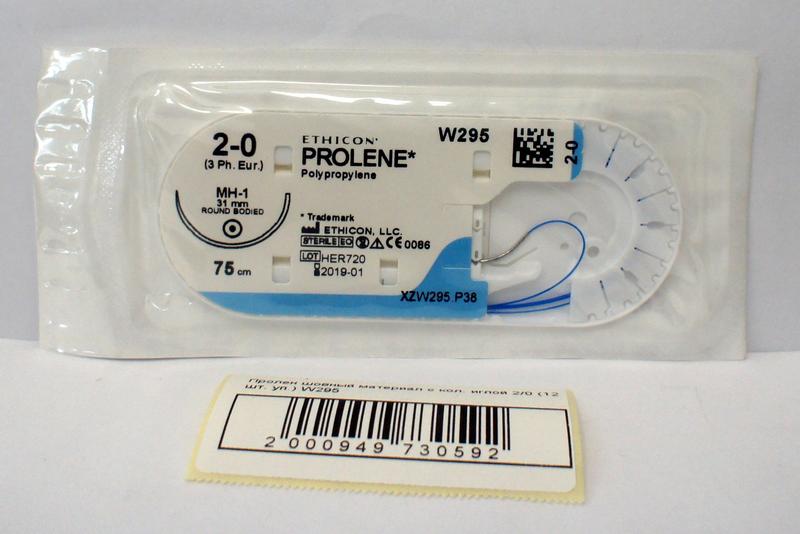 2-0
(3 Ph. Eur.)
MH-1
31 mm
ROUND BODIED
75 cm
ETHICON*
PROLENE*
Polypropylene
* Trademark
ETHICON, LLC.
STERILE EO 2 CE 0086
LOT HER720
2019-01
W295
2-0
XZW295.P38
Пролен шовный материал с кол. иглой 2/0 (12
шт. уп.) W295
2 000949 730592